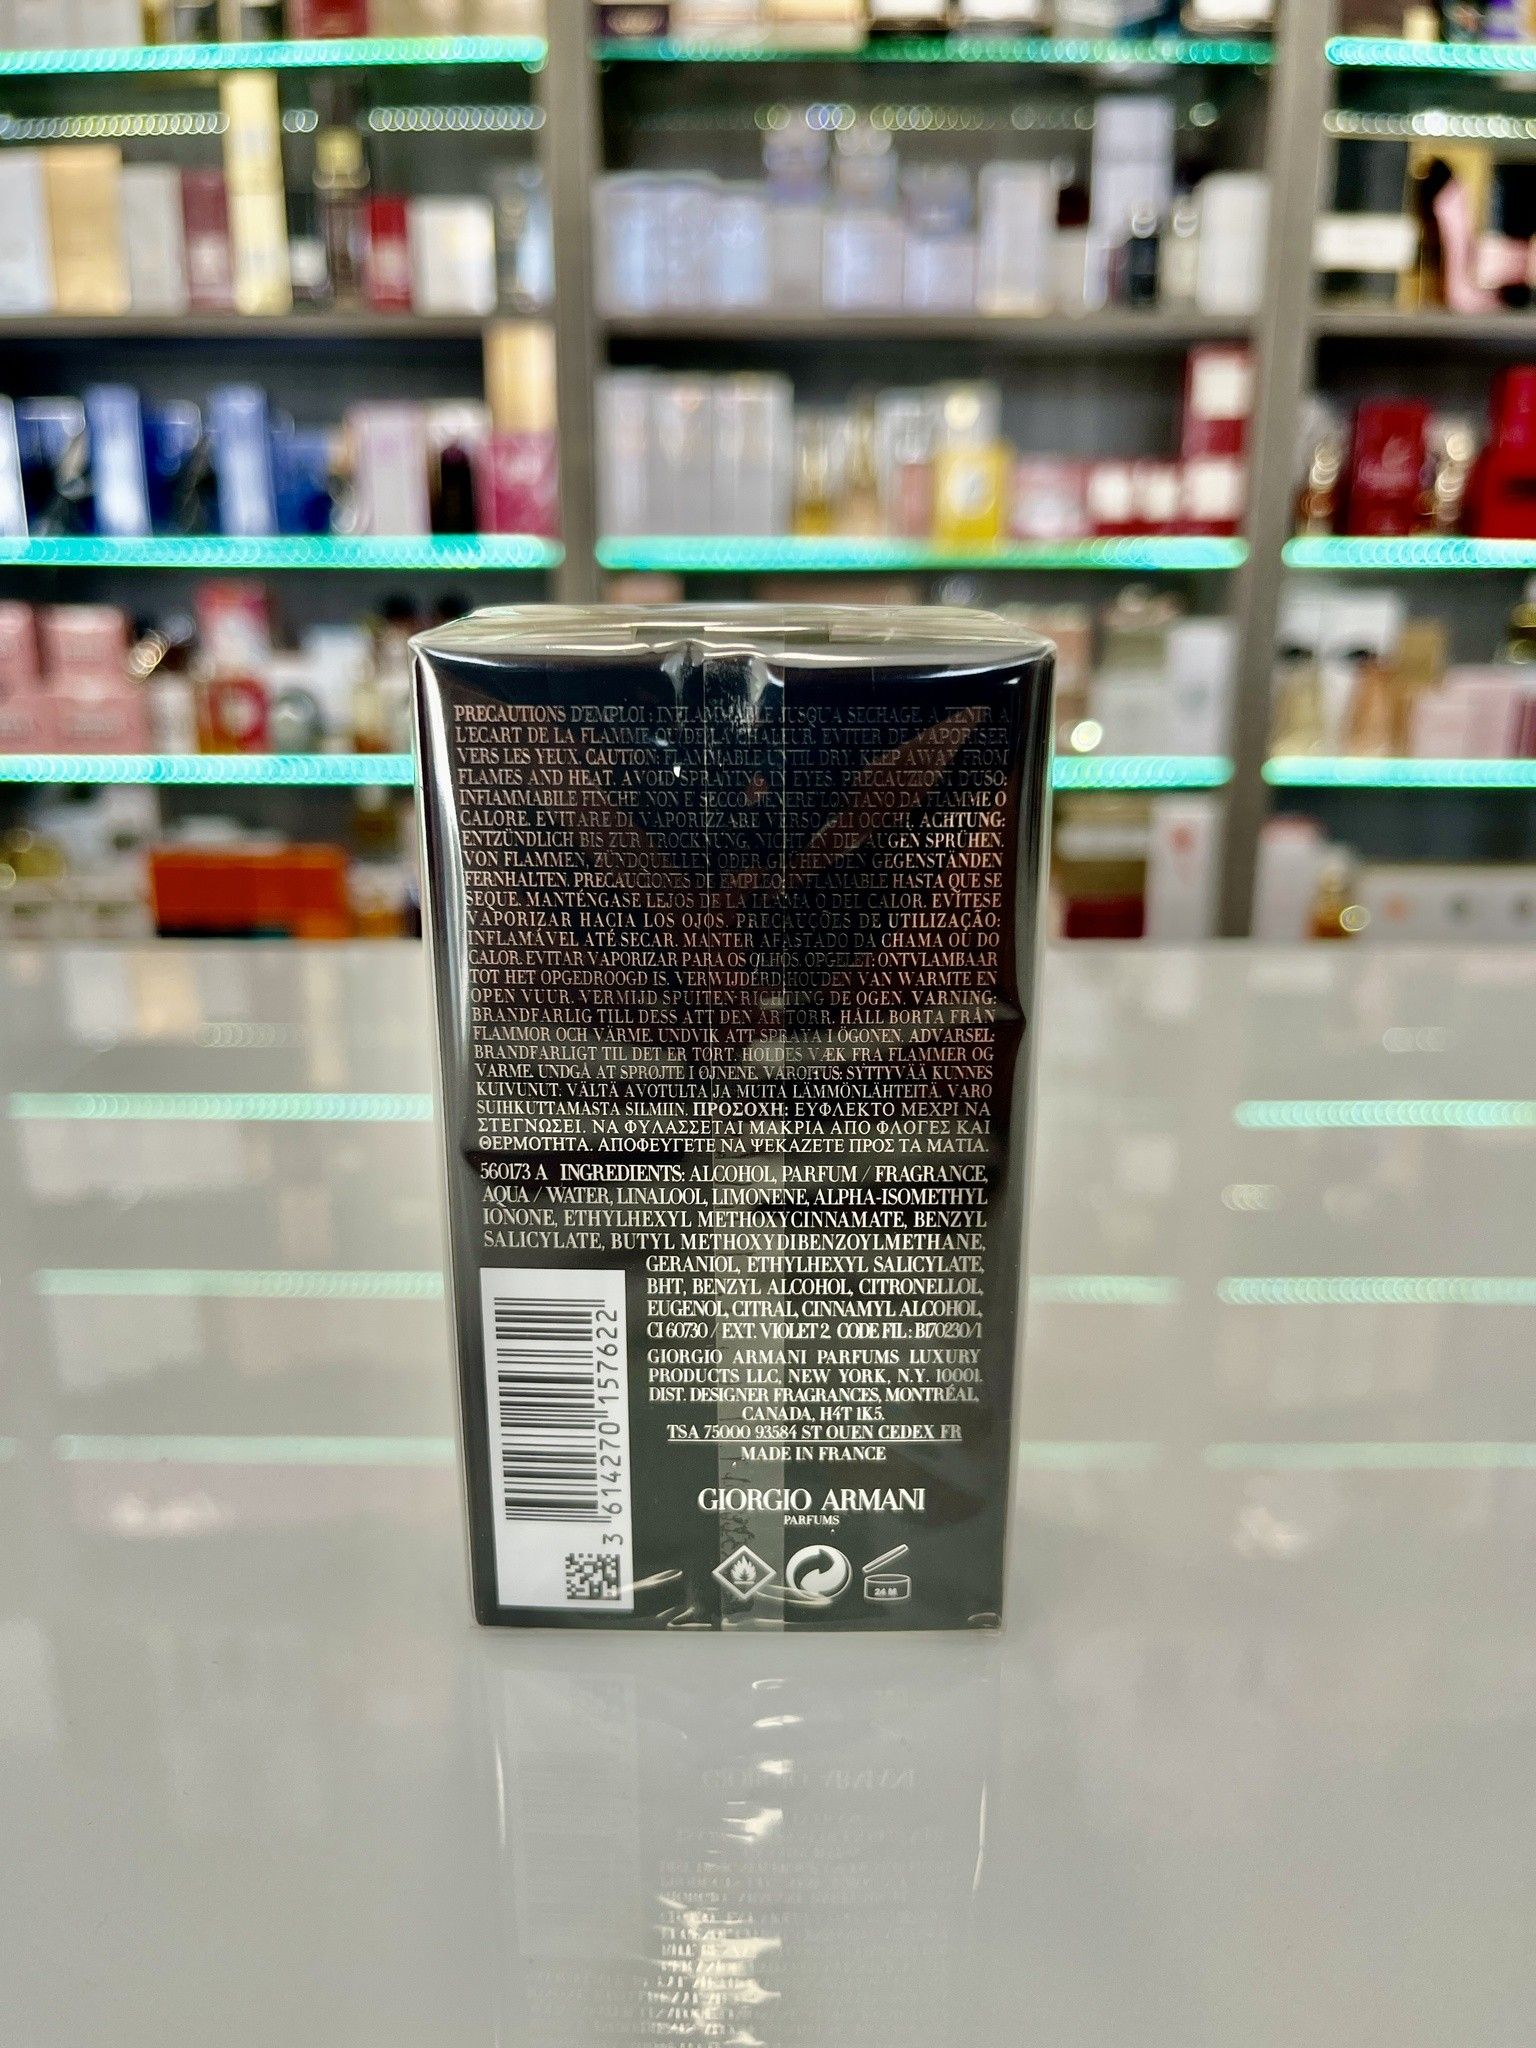 PRECAUTIONS D'EMPLOI : INFLAMMABLE JUSQU'A SECHAGE. A TENIR A
L'ECART DE LA FLAMME OU DE LA CHALEUR. EVITER DE VAPORISER
VERS LES YEUX. CAUTION: FLAMMABLE UNTIL DRY. KEEP AWAY FROM
FLAMES AND HEAT. AVOID SPRAYING IN EYES. PRECAUZIONI D'USO:
INFIAMMABILE FINCHE' NON E' SECCO. TENERE LONTANO DA FIAMME O
CALORE. EVITARE DI VAPORIZZARE VERSO GLI OCCHI. ACHTUNG:
ENTZÜNDLICH BIS ZUR TROCKNUNG. NICHT IN DIE AUGEN SPRÜHEN.
VON FLAMMEN, ZÜNDQUELLEN ODER GLÜHENDEN GEGENSTÄNDEN
FERNHALTEN. PRECAUCIONES DE EMPLEO: INFLAMABLE HASTA QUE SE
SEQUE. MANTÉNGASE LEJOS DE LA LLAMA O DEL CALOR. EVÍTESE
VAPORIZAR HACIA LOS OJOS. PRECAUÇÕES DE UTILIZAÇÃO:
INFLAMÁVEL ATÉ SECAR. MANTER AFASTADO DA CHAMA OU DO
CALOR. EVITAR VAPORIZAR PARA OS OLHOS. OPGELET: ONTVLAMBAAR
TOT HET OPGEDROOGD IS. VERWIJDERD HOUDEN VAN WARMTE EN
OPEN VUUR. VERMIJD SPUITEN RICHTING DE OGEN. VARNING:
BRANDFARLIG TILL DESS ATT DEN ÄR TORR. HÅLL BORTA FRÅN
FLAMMOR OCH VÄRME. UNDVIK ATT SPRAYA I ÖGONEN. ADVARSEL:
BRANDFARLIGT TIL DET ER TØRT. HOLDES VÆK FRA FLAMMER OG
VARME. UNDGÅ AT SPRØJTE I ØJNENE. VAROITUS: SYTTYVÄÄ KUNNES
KUIVUNUT. VÄLTÄ AVOTULTA JA MUITA LÄMMÖNLÄHTEITÄ. VARO
SUIHKUTTAMASTA SILMIIN. ΠΡΟΣΟΧΗ: ΕΥΦΛΕΚΤΟ ΜΕΧΡΙ ΝΑ
ΣΤΕΓΝΩΣΕΙ. ΝΑ ΦΥΛΑΣΣΕΤΑΙ ΜΑΚΡΙΑ ΑΠΟ ΦΛΟΓΕΣ ΚΑΙ
ΘΕΡΜΟΤΗΤΑ. ΑΠΟΦΕΥΓΕΤΕ ΝΑ ΨΕΚΑΖΕΤΕ ΠΡΟΣ ΤΑ ΜΑΤΙΑ.
560173 A INGREDIENTS: ALCOHOL, PARFUM / FRAGRANCE,
AQUA / WATER, LINALOOL, LIMONENE, ALPHA-ISOMETHYL
IONONE, ETHYLHEXYL METHOXYCINNAMATE, BENZYL
SALICYLATE, BUTYL METHOXYDIBENZOYLMETHANE,
GERANIOL, ETHYLHEXYL SALICYLATE,
BHT, BENZYL ALCOHOL, CITRONELLOL,
EUGENOL, CITRAL, CINNAMYL ALCOHOL,
CI 60730 / EXT. VIOLET 2. CODE FIL : B170230/1
GIORGIO ARMANI PARFUMS LUXURY
PRODUCTS LLC, NEW YORK, N.Y. 10001.
DIST. DESIGNER FRAGRANCES, MONTRÉAL,
CANADA, H4T 1K5.
TSA 75000 93584 ST OUEN CEDEX FR
MADE IN FRANCE
3 614270 157622
GIORGIO ARMANI
PARFUMS
24 M